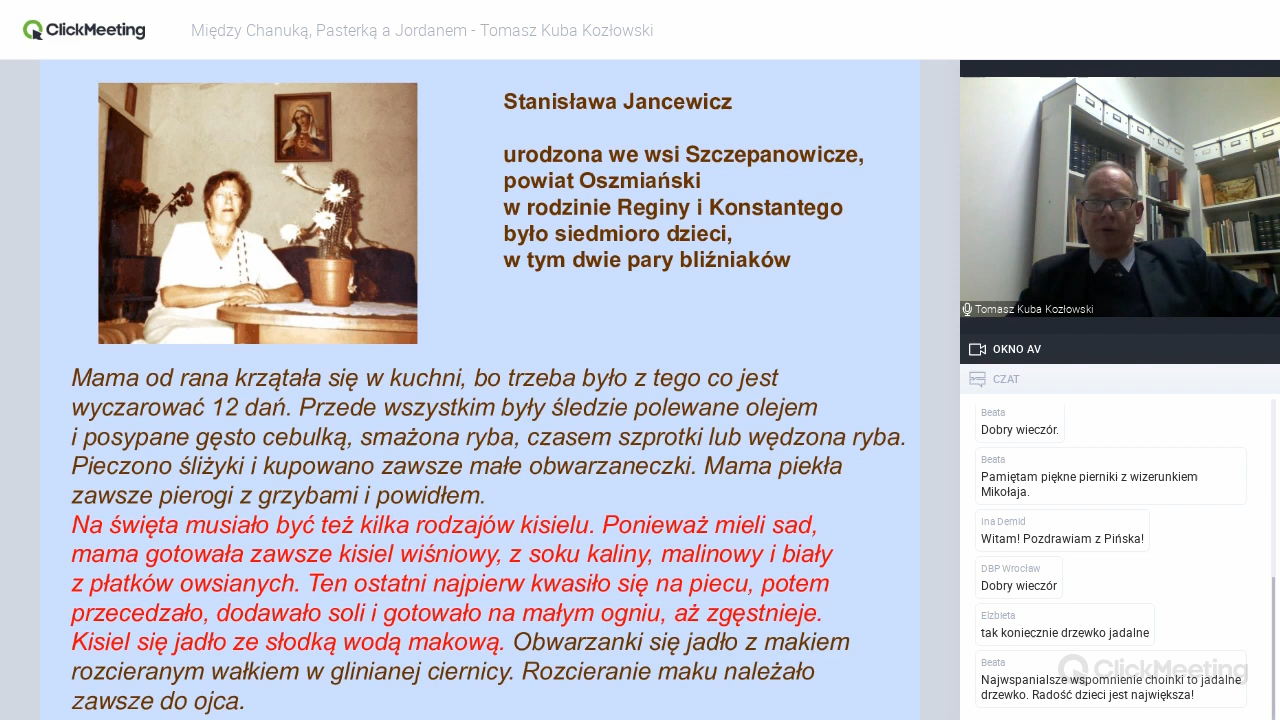 ClickMeeting
Między Chanuką, Pasterką a Jordanem - Tomasz Kuba Kozłowski
Stanisława Jancewicz
urodzona we wsi Szczepanowicze,
powiat Oszmiański
w rodzinie Reginy i Konstantego
było siedmioro dzieci,
w tym dwie pary bliźniaków
Mama od rana krzątała się w kuchni, bo trzeba było z tego co jest
wyczarować 12 dań. Przede wszystkim były śledzie polewane olejem
i posypane gęsto cebulką, smażona ryba, czasem szprotki lub wędzona ryba.
Pieczono śliżyki i kupowano zawsze małe obwarzaneczki. Mama piekła
zawsze pierogi z grzybami i powidłem.
Na święta musiało być też kilka rodzajów kisielu. Ponieważ mieli sad,
mama gotowała zawsze kisiel wiśniowy, z soku kaliny, malinowy i biały
z płatków owsianych. Ten ostatni najpierw kwasiło się na piecu, potem
przecedzało, dodawało soli i gotowało na małym ogniu, aż zgęstnieje.
Kisiel się jadło ze słodką wodą makową. Obwarzanki się jadło z makiem
rozcieranym wałkiem w glinianej ciernicy. Rozcieranie maku należało
zawsze do ojca.
Tomasz Kuba Kozłowski
OKNO AV
CZAT
Beata
Dobry wieczór.
Beata
Pamiętam piękne pierniki z wizerunkiem
Mikołaja.
Ina Demid
Witam! Pozdrawiam z Pińska!
DBP Wrocław
Dobry wieczór
Elzbieta
tak koniecznie drzewko jadalne
Beata
ClickMeeting
Najwspanialsze wspomnienie choinki to jadalne
drzewko. Radość dzieci jest największa!